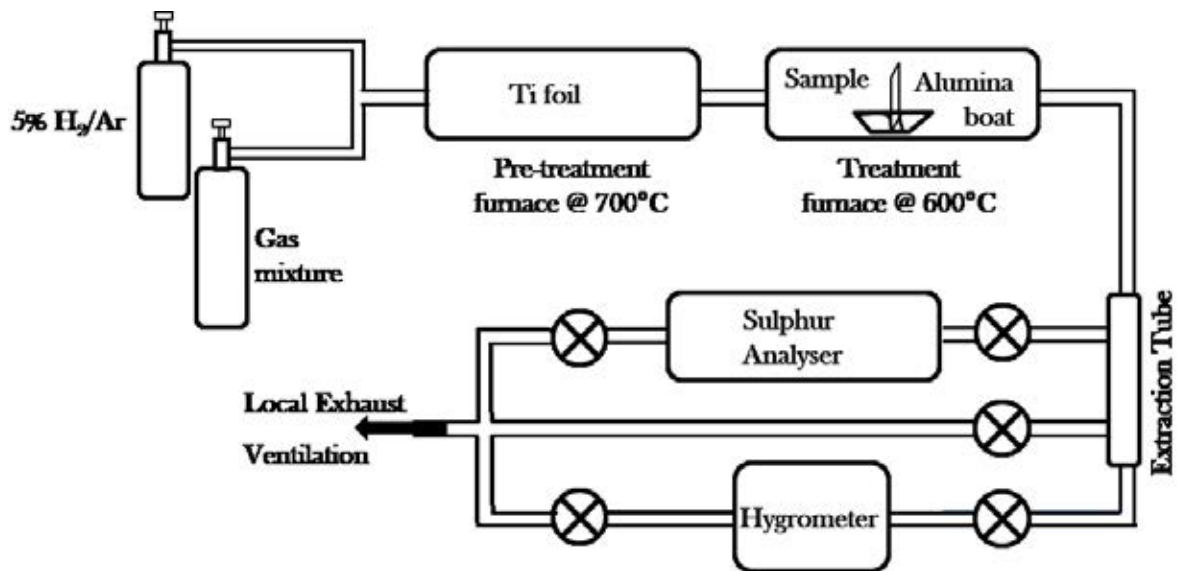 5% H₂/Ar
Gas
mixture
Ti foil
Pre-treatment
furnace @ 700°C
Sample
Alumina
boat
Treatment
furnace @ 600°C
Sulphur
Analyser
Extraction Tube
Local Exhaust
Ventilation
Hygrometer